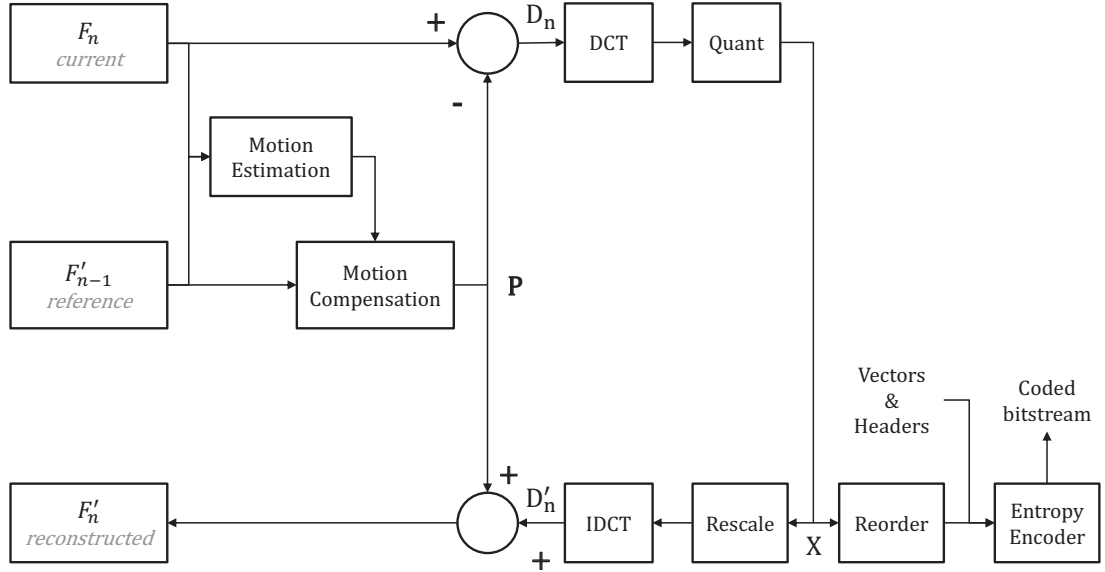 F_n
current
+
D_n
DCT
Quant
-
Motion
Estimation
F'_{n−1}
reference
Motion
Compensation
P
Vectors
&
Headers
Coded
bitstream
+
F'_n
reconstructed
D'_n
+
IDCT
Rescale
X
Reorder
Entropy
Encoder